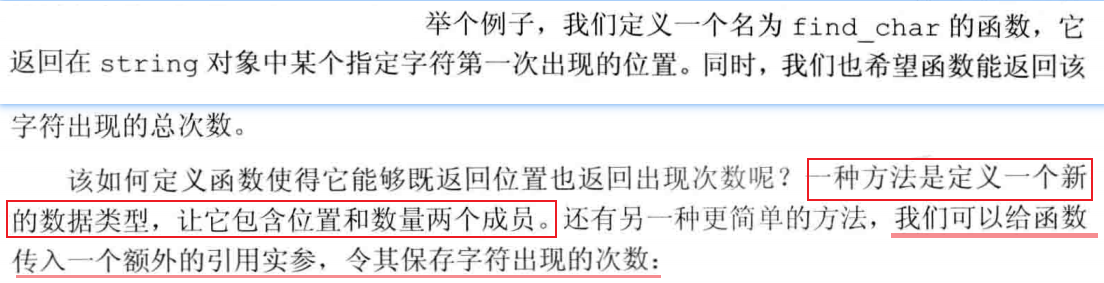 举个例子，我们定义一个名为 find_char 的函数，它
返回在 string 对象中某个指定字符第一次出现的位置。同时，我们也希望函数能返回该
字符出现的总次数。
该如何定义函数使得它能够既返回位置也返回出现次数呢？一种方法是定义一个新
的数据类型，让它包含位置和数量两个成员。还有另一种更简单的方法，我们可以给函数
传入一个额外的引用实参，令其保存字符出现的次数：